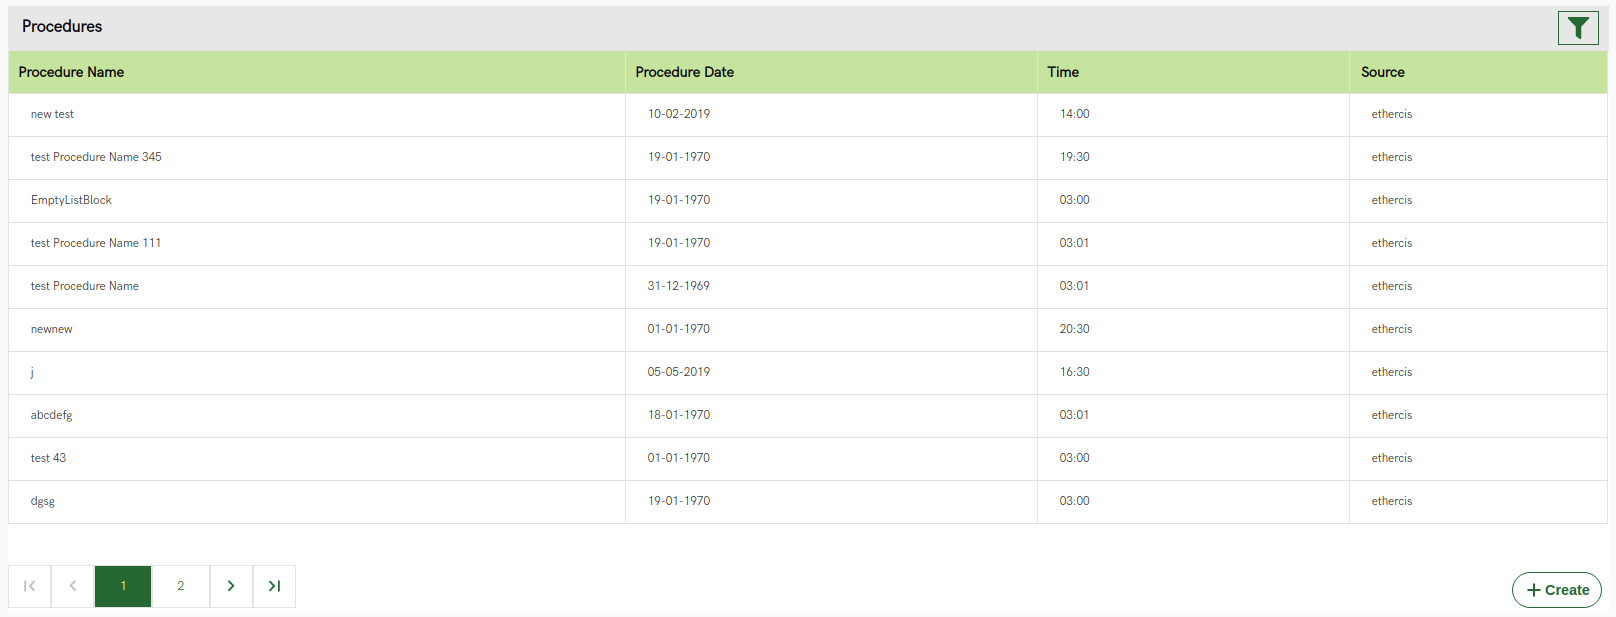 Procedures
Procedure Name Procedure Date Time Source
new test 10-02-2019 14:00 ethercis
test Procedure Name 345 19-01-1970 19:30 ethercis
EmptyListBlock 19-01-1970 03:00 ethercis
test Procedure Name 111 19-01-1970 03:01 ethercis
test Procedure Name 31-12-1969 03:01 ethercis
newnew 01-01-1970 20:30 ethercis
j 05-05-2019 16:30 ethercis
abcdefg 18-01-1970 03:01 ethercis
test 43 01-01-1970 03:00 ethercis
dgsg 19-01-1970 03:00 ethercis
1 2
Create